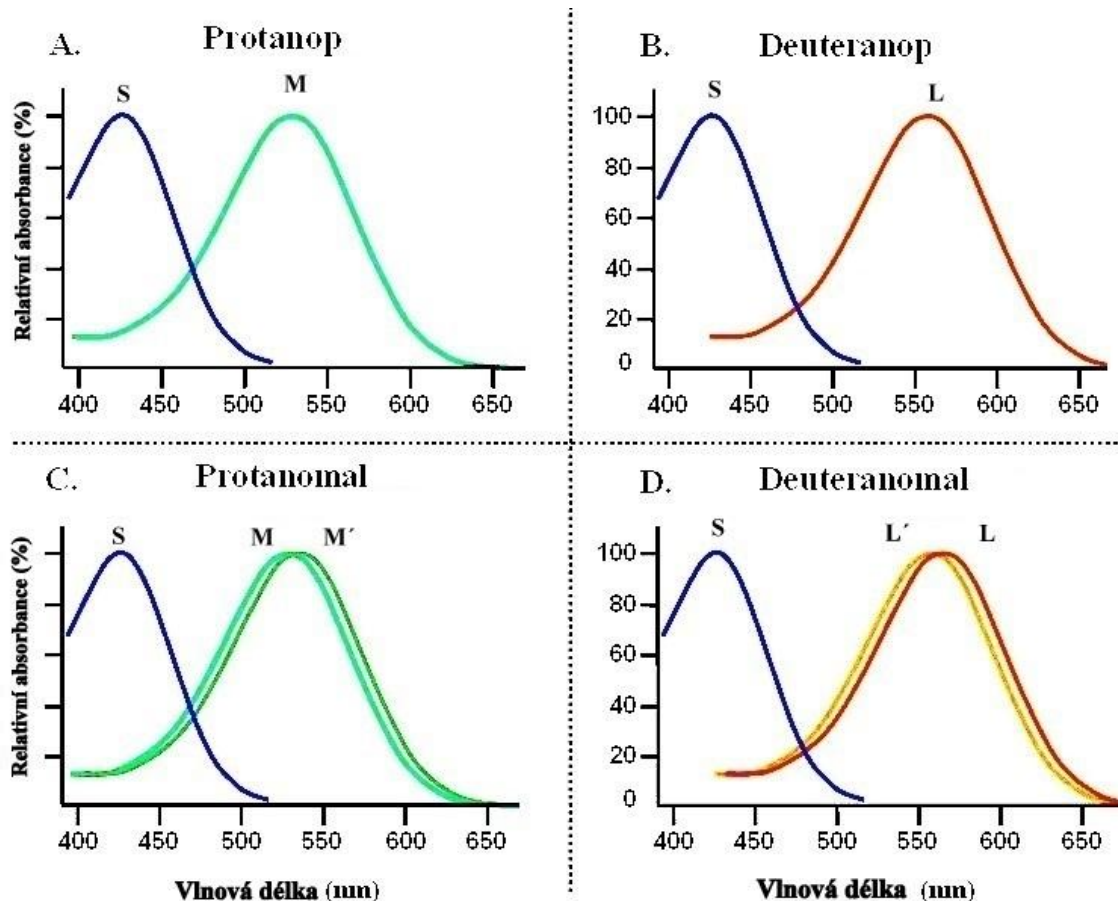 A.
Protanop
S
M
Relativní absorbance (%)
400 450 500 550 600 650
B.
Deuteranop
S
L
100
80
60
40
20
0
400 450 500 550 600 650
C.
Protanomal
S
M
M´
Relativní absorbance (%)
400 450 500 550 600 650
Vlnová délka (nm)
D.
Deuteranomal
S
L´
L
100
80
60
40
20
0
400 450 500 550 600 650
Vlnová délka (nm)